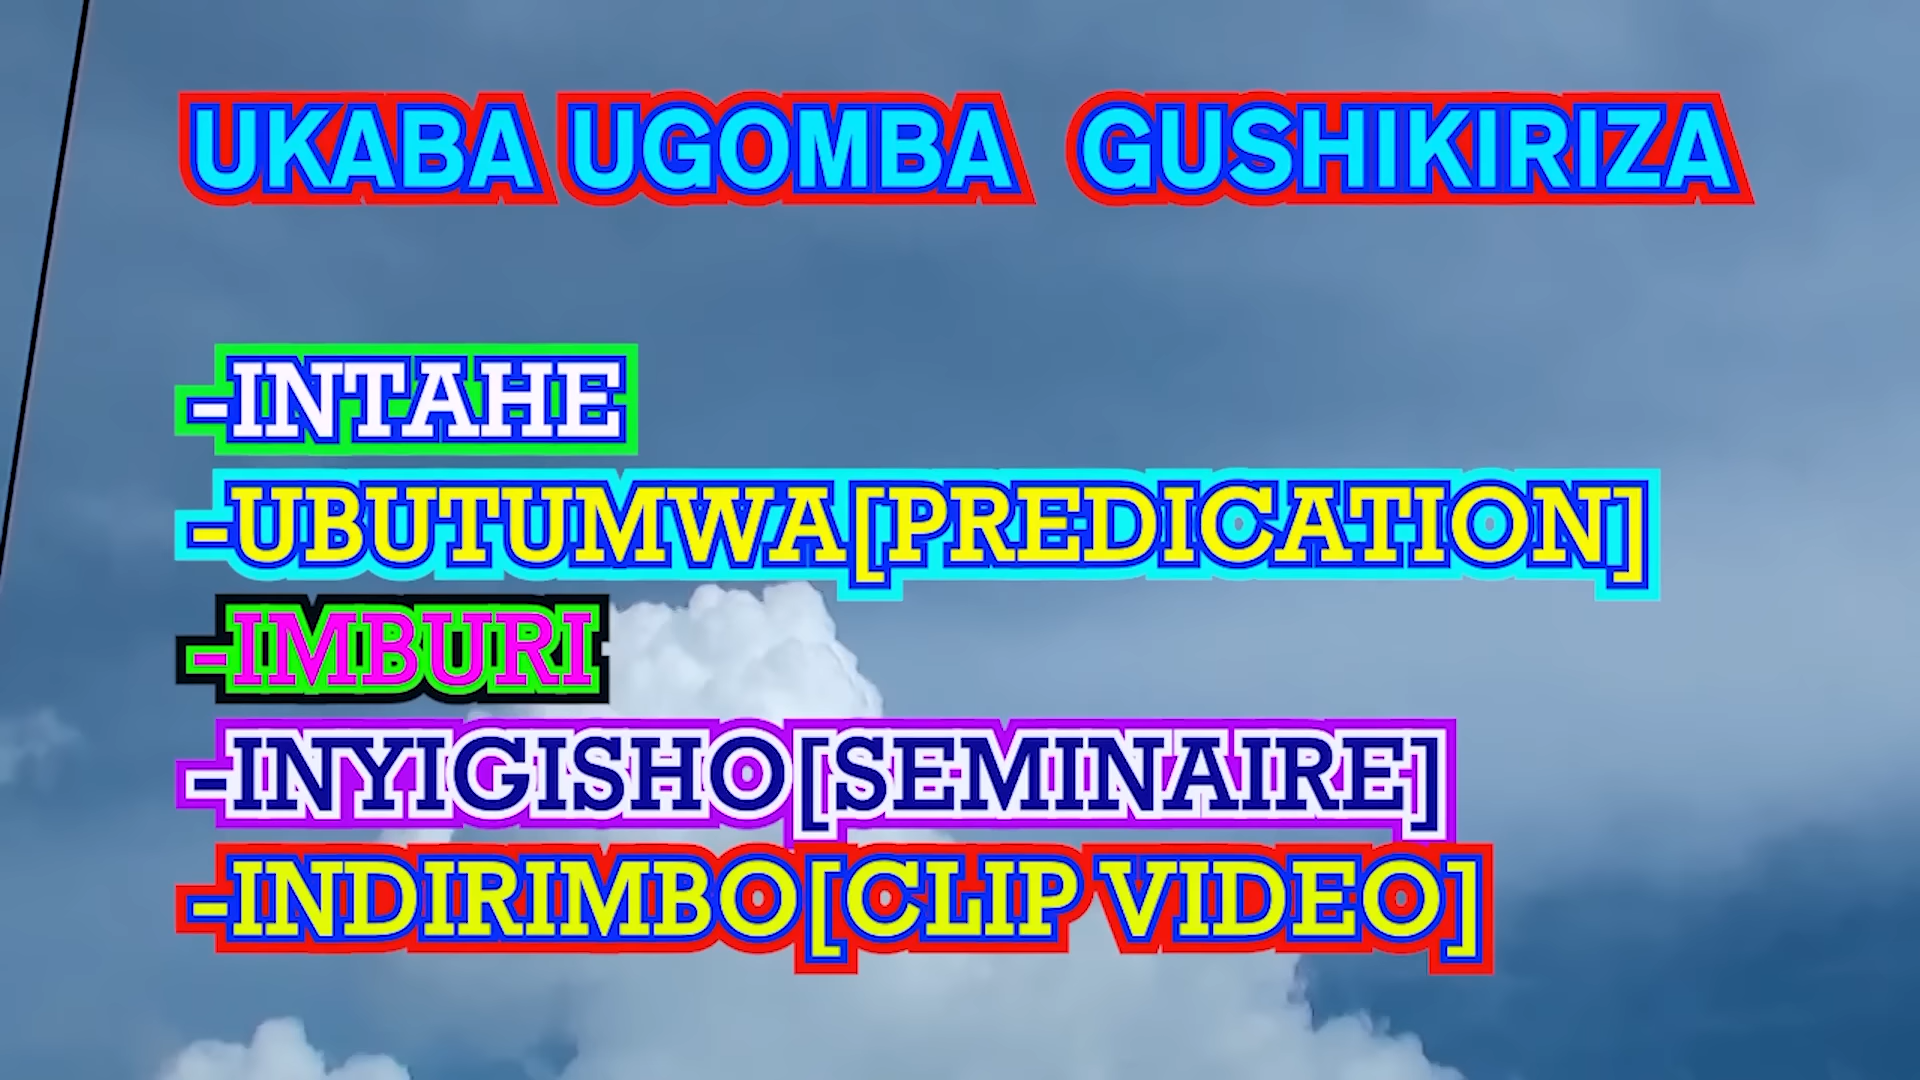 UKABA UGOMBA GUSHIKIRIZA
-INTAHE
-UBUTUMWA[PREDICATION]
-IMBURI
-INYIGISHO[SEMINAIRE]
-INDIRIMBO[CLIP VIDEO]